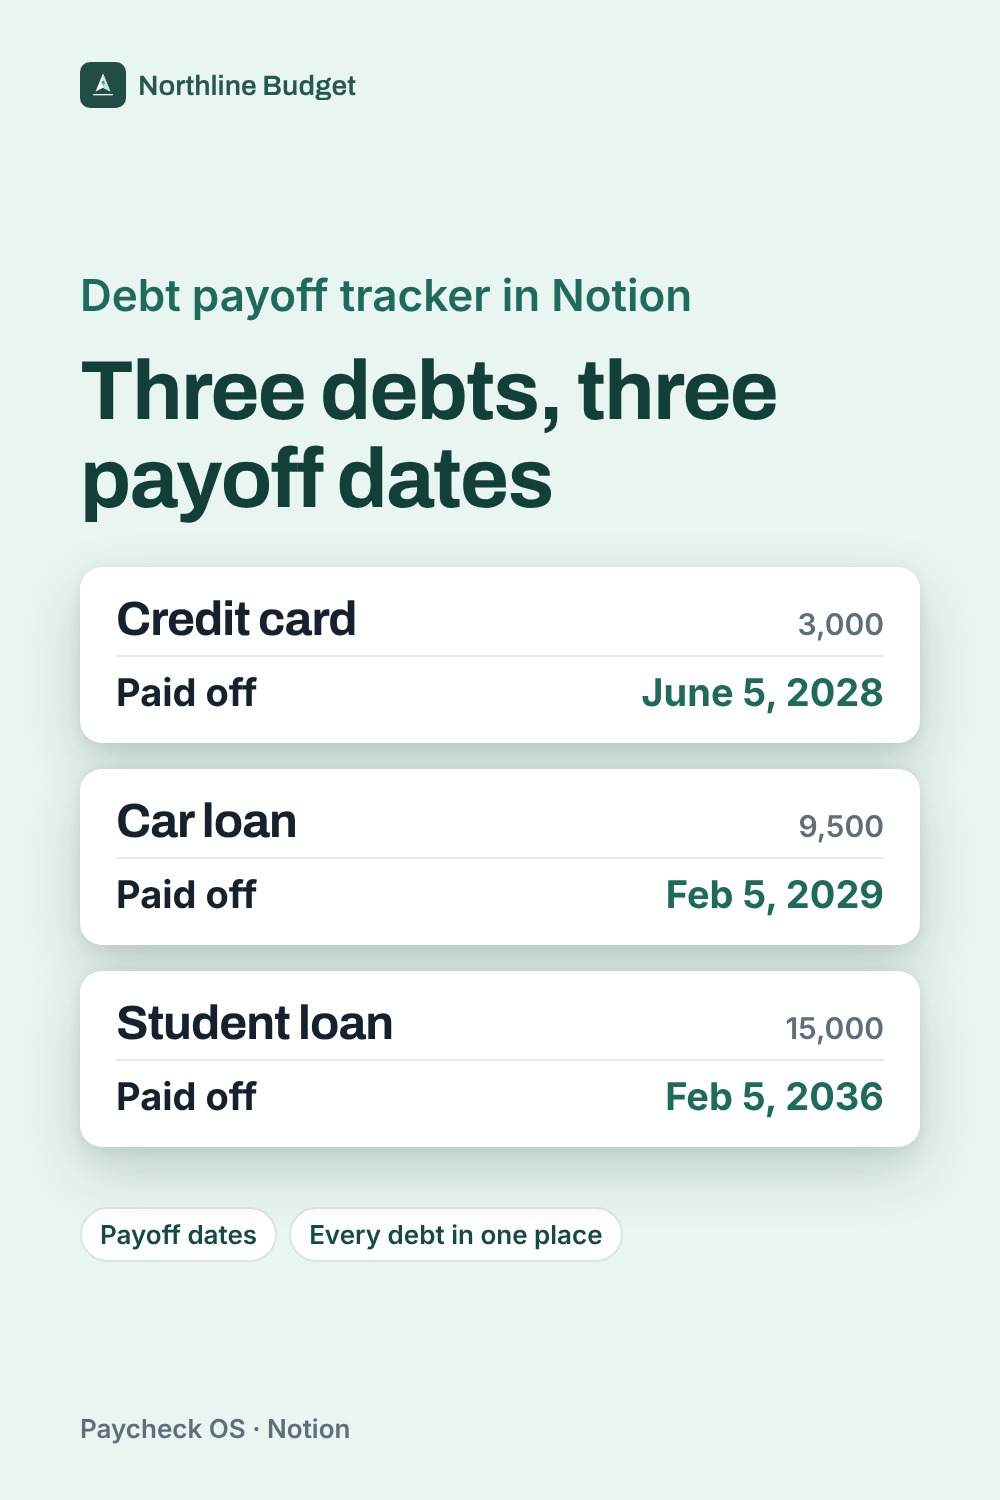 Northline Budget
Debt payoff tracker in Notion
Three debts, three
payoff dates
Credit card 3,000
Paid off June 5, 2028
Car loan 9,500
Paid off Feb 5, 2029
Student loan 15,000
Paid off Feb 5, 2036
Payoff dates Every debt in one place
Paycheck OS · Notion